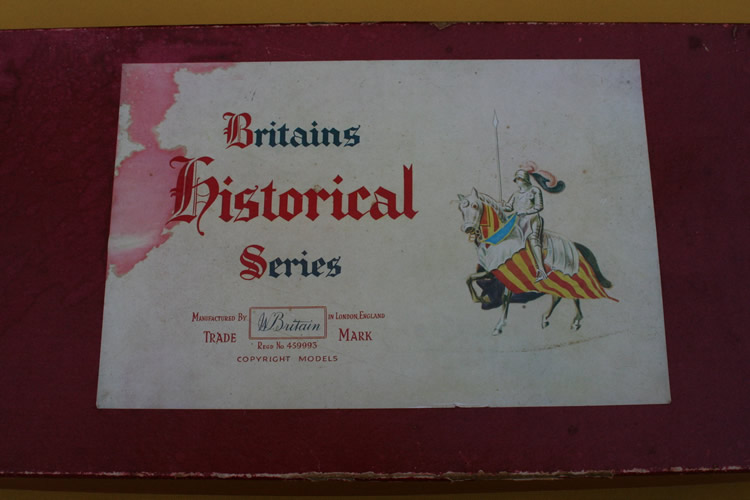 Britains
Historical
Series
Manufactured By. W Britain in London, England
Trade Mark
Regd No 459993
Copyright Models